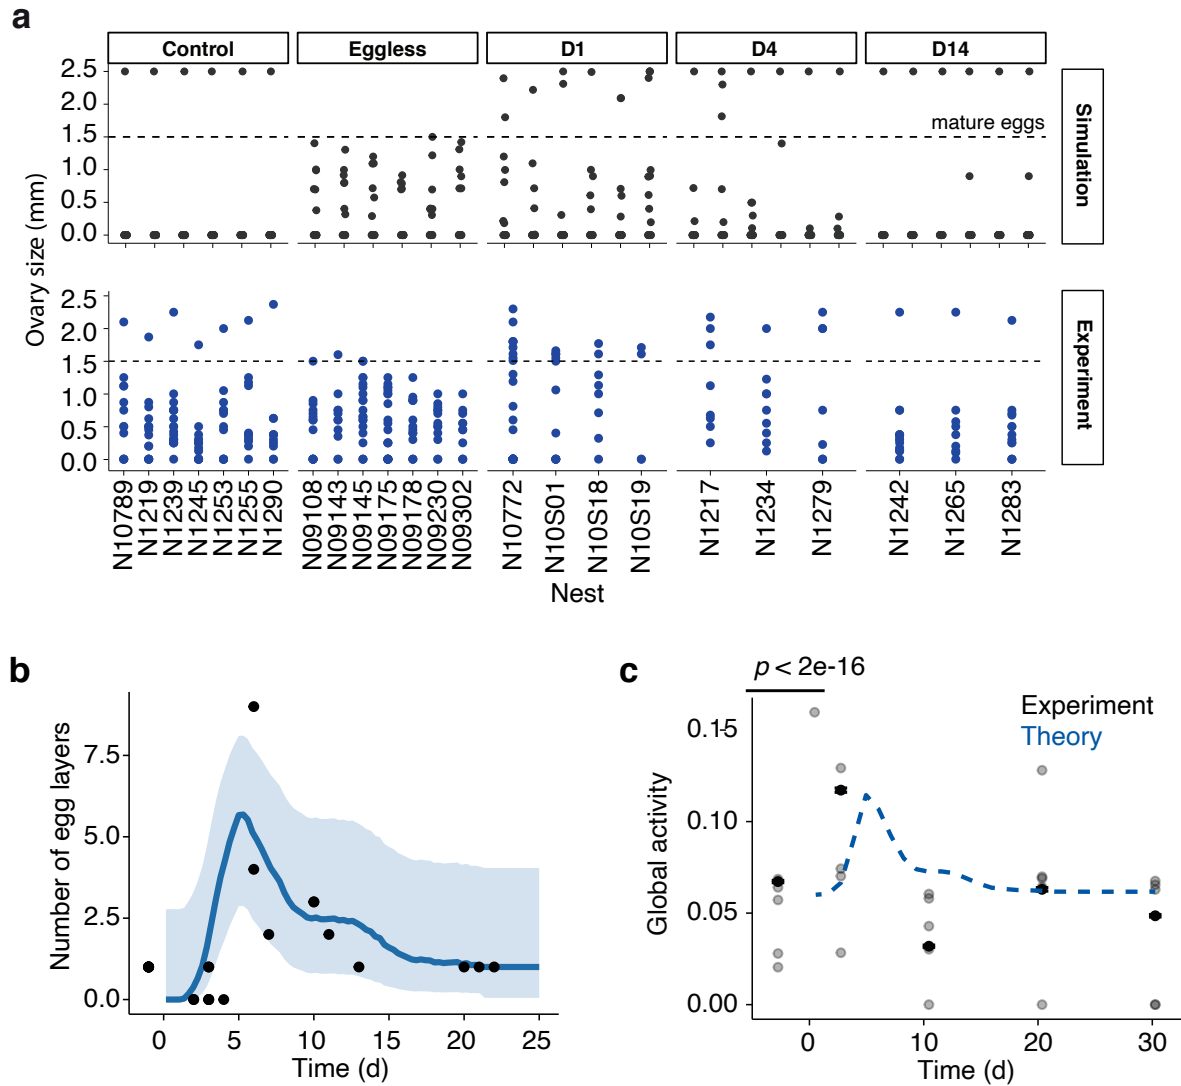 a
Control Eggless D1 D4 D14
Ovary size (mm)
2.5
2.0
1.5
1.0
0.5
0.0
mature eggs
Simulation
2.5
1.0
1.5
1.0
0.5
0.0
Experiment
N10789 N1219 N1239 N1245 N1253 N1255 N1290 N09108 N09143 N09145 N09175 N09178 N09230 N09302 N10772 N10S01 N10S18 N10S19 N1217 N1234 N1279 N1242 N1265 N12883
Nest
b
Number of egg layers
7.5
5.0
2.5
0.0
0 5 10 15 20 25
Time (d)
c
p < 2e-16
Experiment
Theory
Global activity
0.15
0.10
0.05
0.00
0 10 20 30
Time (d)